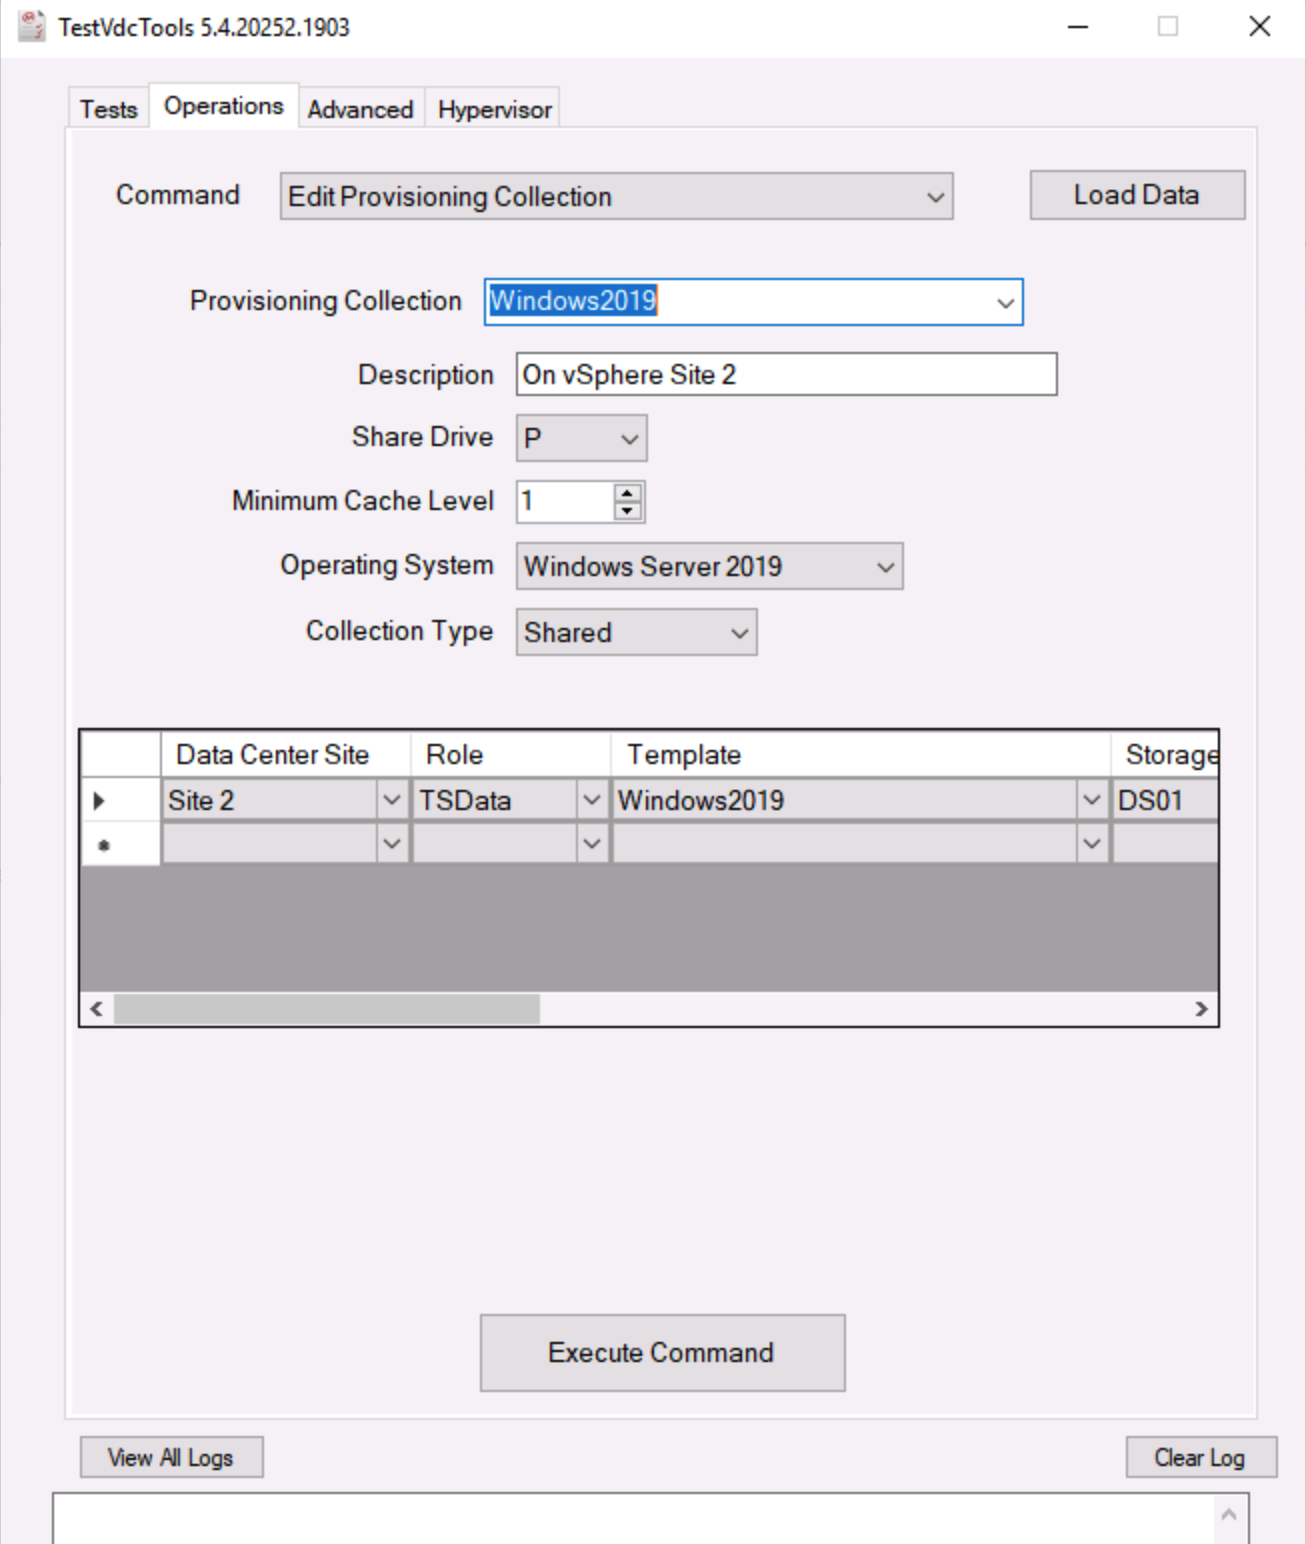 TestVdcTools 5.4.20252.1903
Tests Operations Advanced Hypervisor
Command Edit Provisioning Collection Load Data
Provisioning Collection Windows2019
Description On vSphere Site 2
Share Drive P
Minimum Cache Level 1
Operating System Windows Server 2019
Collection Type Shared
Data Center Site Role Template Storage
Site 2 TSData Windows2019 DS01
Execute Command
View All Logs Clear Log